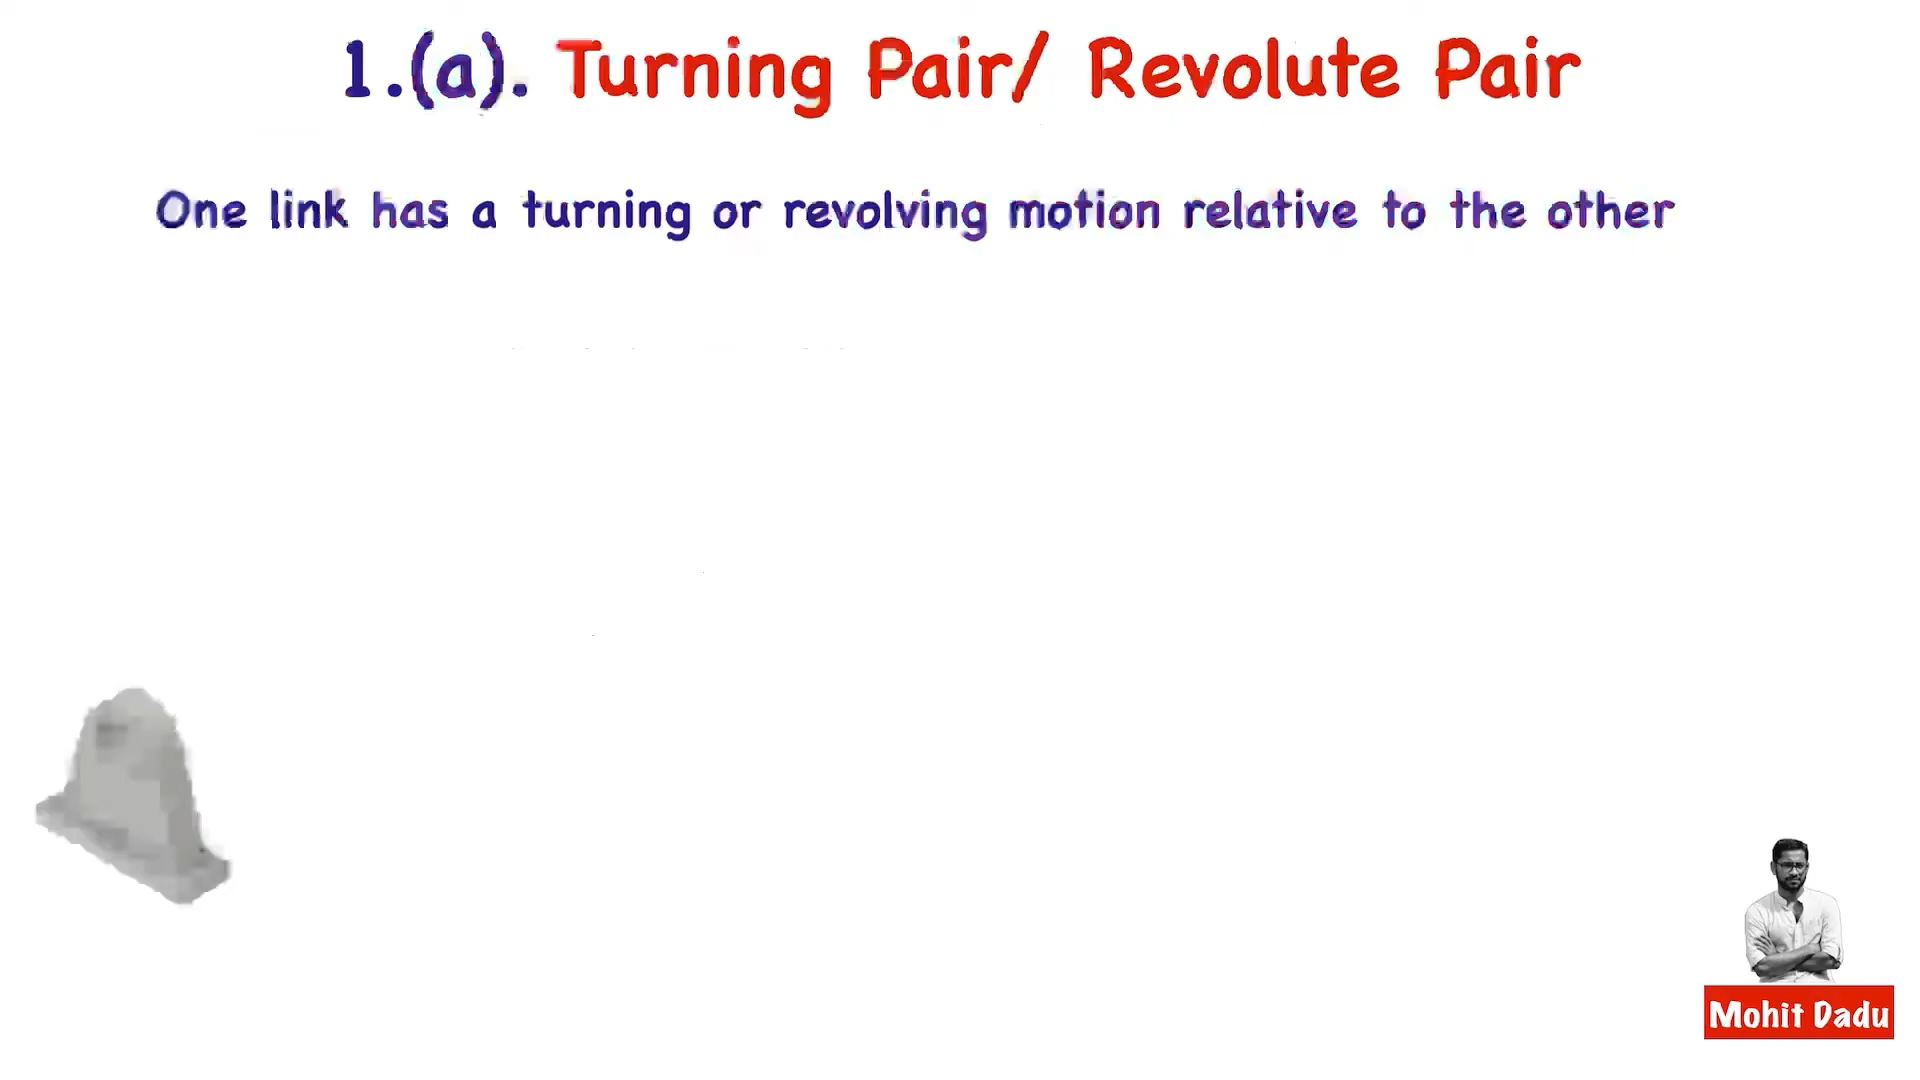 1.(a). Turning Pair/ Revolute Pair
One link has a turning or revolving motion relative to the other
Mohit Dadu